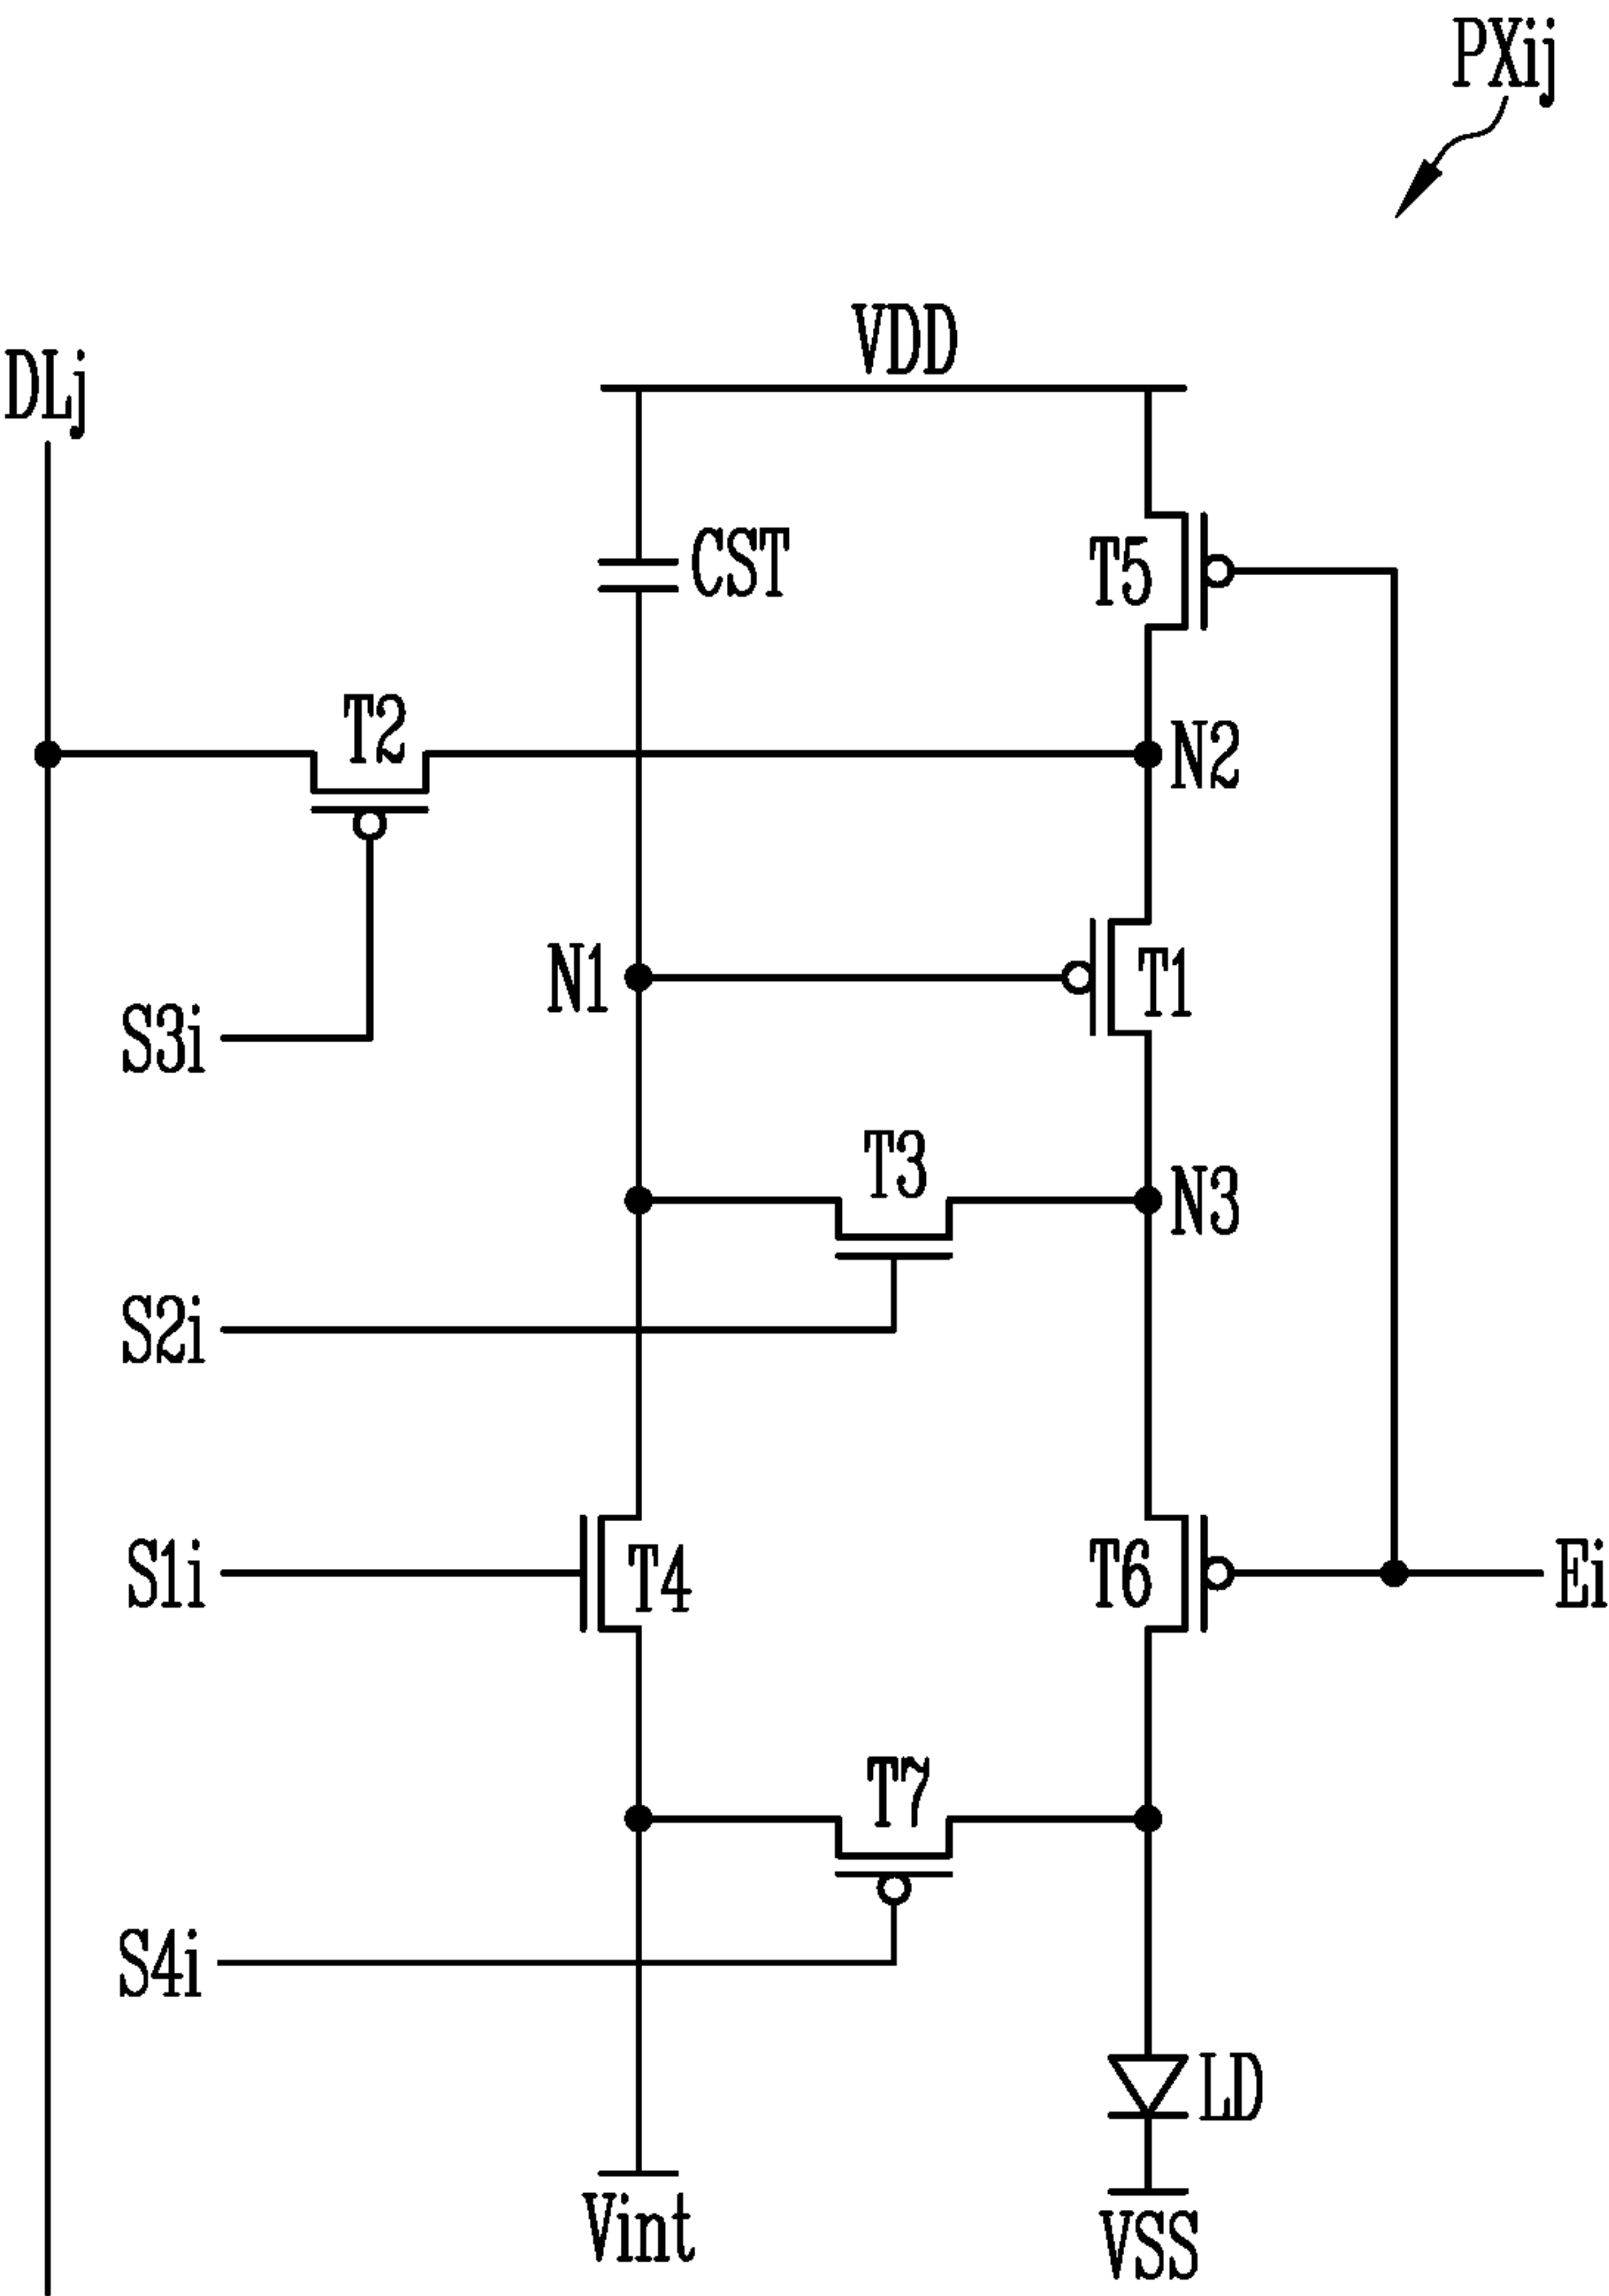 PXij
VDD
DLj
CST
T5
T2
N2
N1
T1
S3i
T3
N3
S2i
S1i
T4
T6
Ei
T7
S4i
LD
Vint
VSS